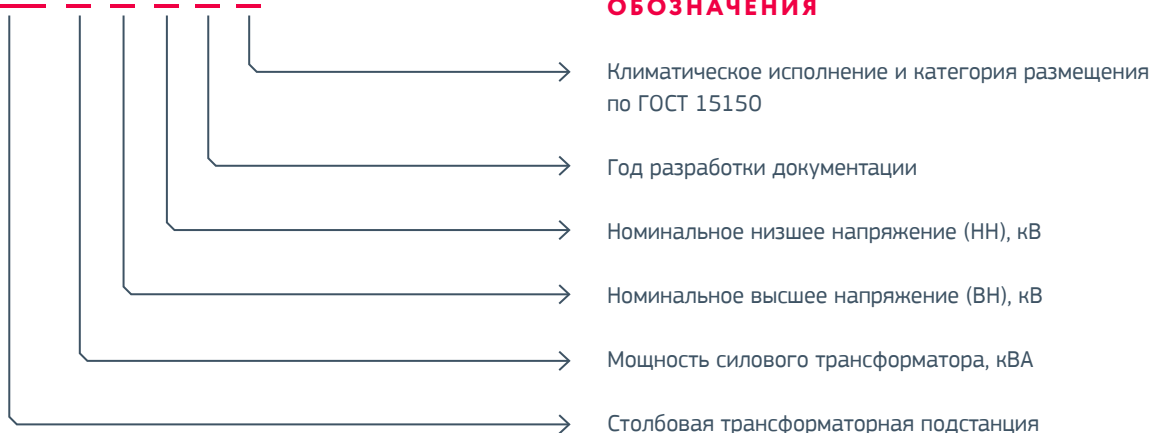 ОБОЗНАЧЕНИЯ
Климатическое исполнение и категория размещения
по ГОСТ 15150
Год разработки документации
Номинальное низшее напряжение (НН), кВ
Номинальное высшее напряжение (ВН), кВ
Мощность силового трансформатора, кВА
Столбовая трансформаторная подстанция